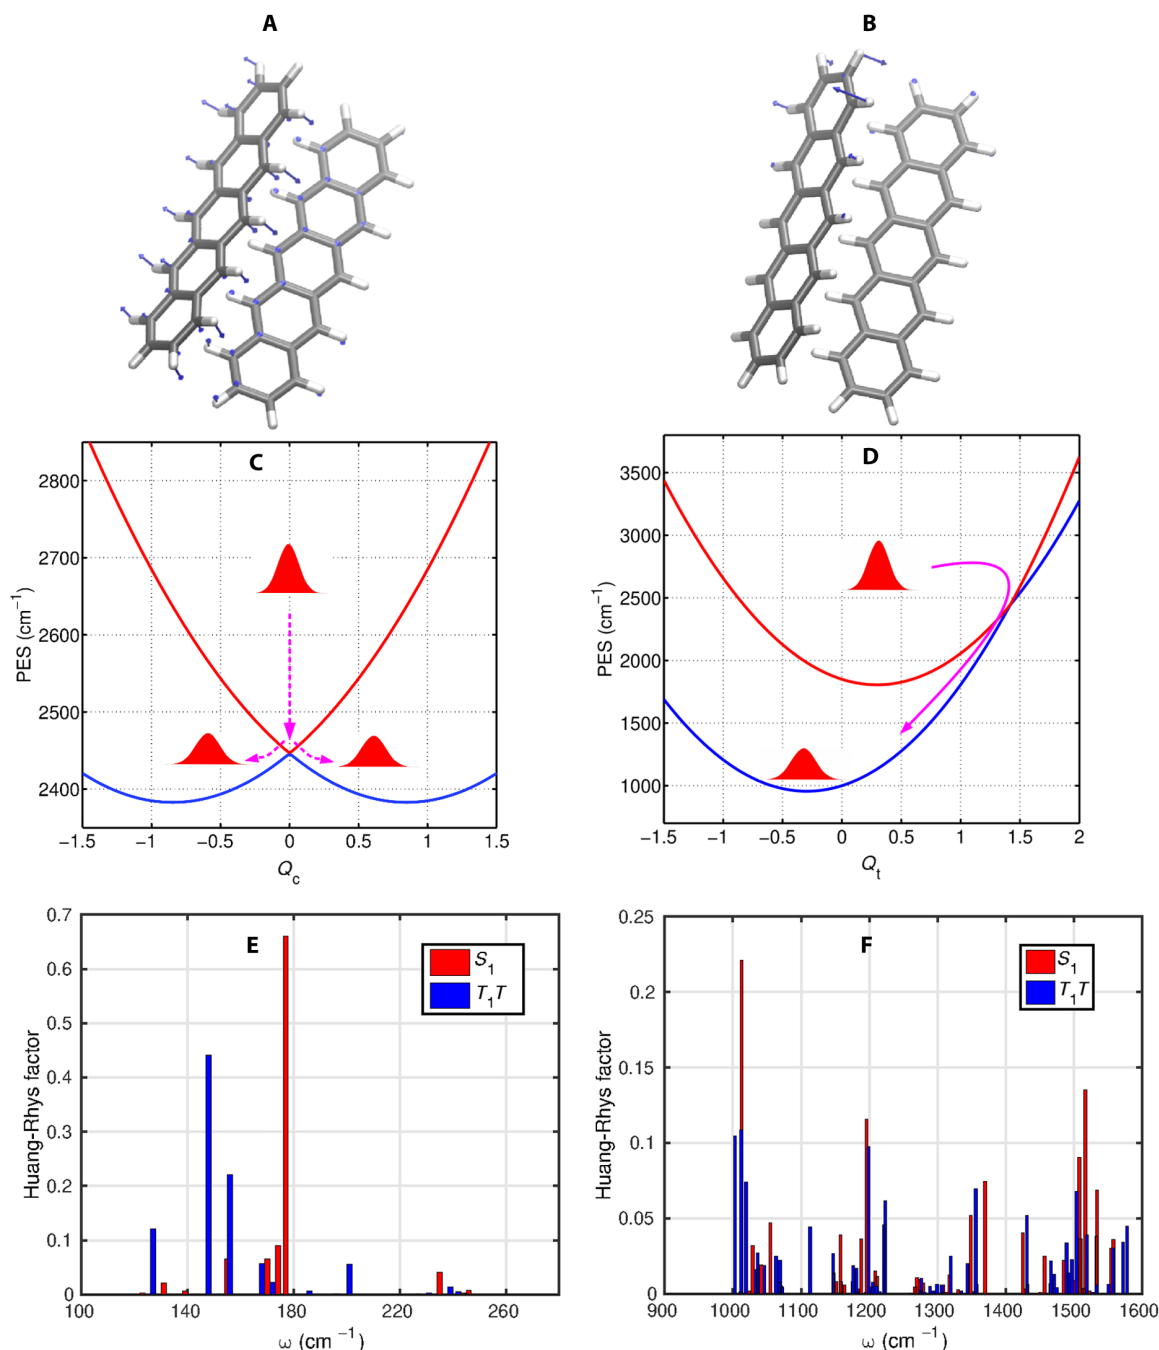 A
B
C
PES (cm⁻¹)
2800
2700
2600
2500
2400
−1.5
−1
−0.5
0
0.5
1
1.5
Q_c
D
PES (cm⁻¹)
3500
3000
2500
2000
1500
1000
−1.5
−1
−0.5
0
0.5
1
1.5
2
Q_t
E
S₁
T₁T
Huang-Rhys factor
0.7
0.6
0.5
0.4
0.3
0.2
0.1
0
100
140
180
220
260
ω (cm ⁻¹)
F
S₁
T₁T
Huang-Rhys factor
0.25
0.2
0.15
0.1
0.05
0
900
1000
1100
1200
1300
1400
1500
1600
ω (cm ⁻¹)